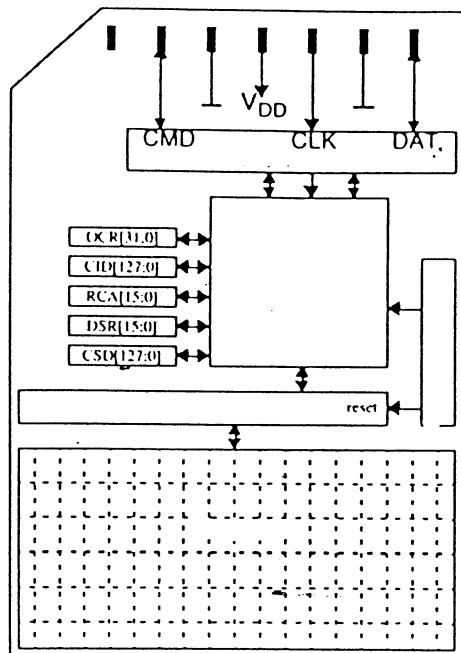 VDD
CMD CLK DAT
OCR[31:0]
CID[127:0]
RCA[15:0]
DSR[15:0]
CSD[127:0]
reset